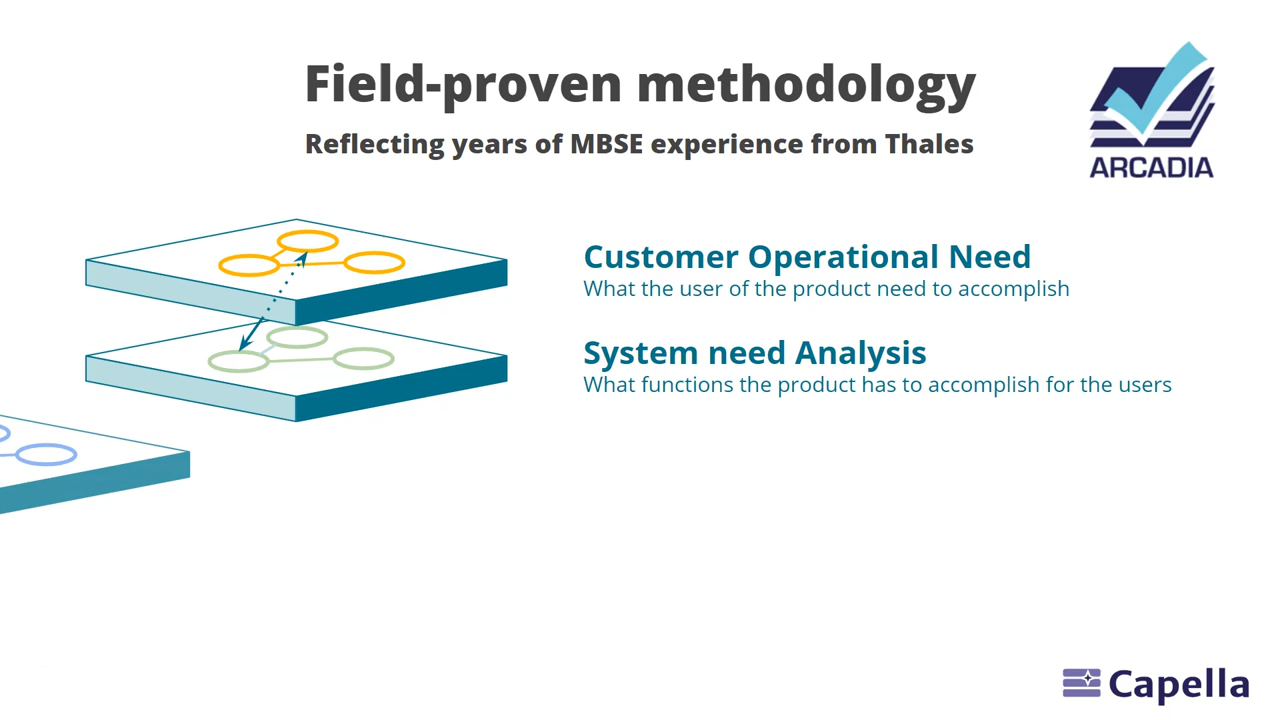 Field-proven methodology
Reflecting years of MBSE experience from Thales
ARCADIA
Customer Operational Need
What the user of the product need to accomplish
System need Analysis
What functions the product has to accomplish for the users
Capella